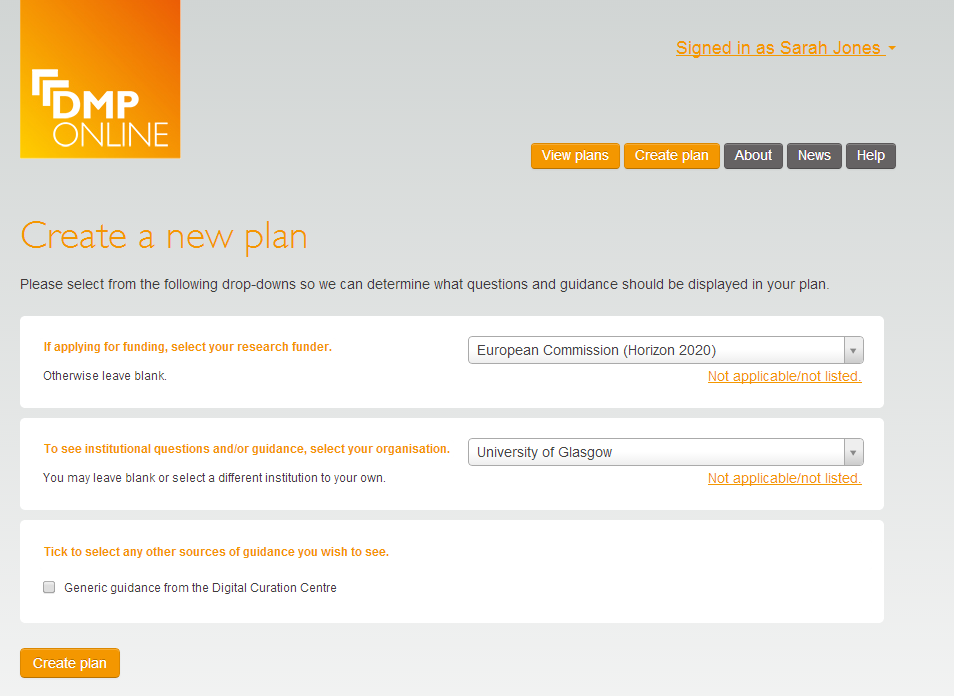 DMP
ONLINE
Signed in as Sarah Jones
View plans Create plan About News Help
Create a new plan
Please select from the following drop-downs so we can determine what questions and guidance should be displayed in your plan.
If applying for funding, select your research funder.
European Commission (Horizon 2020)
Otherwise leave blank.
Not applicable/not listed.
To see institutional questions and/or guidance, select your organisation.
University of Glasgow
You may leave blank or select a different institution to your own.
Not applicable/not listed.
Tick to select any other sources of guidance you wish to see.
Generic guidance from the Digital Curation Centre
Create plan